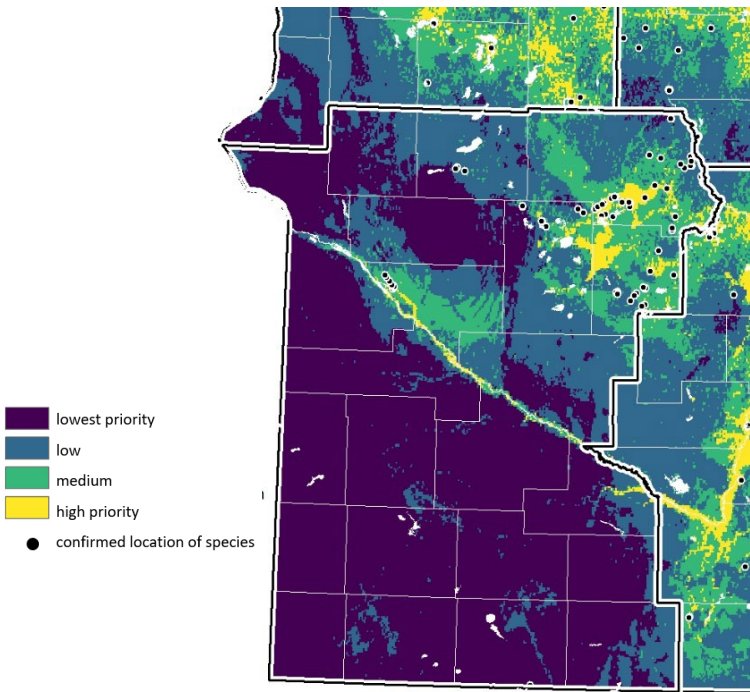 lowest priority
low
medium
high priority
confirmed location of species